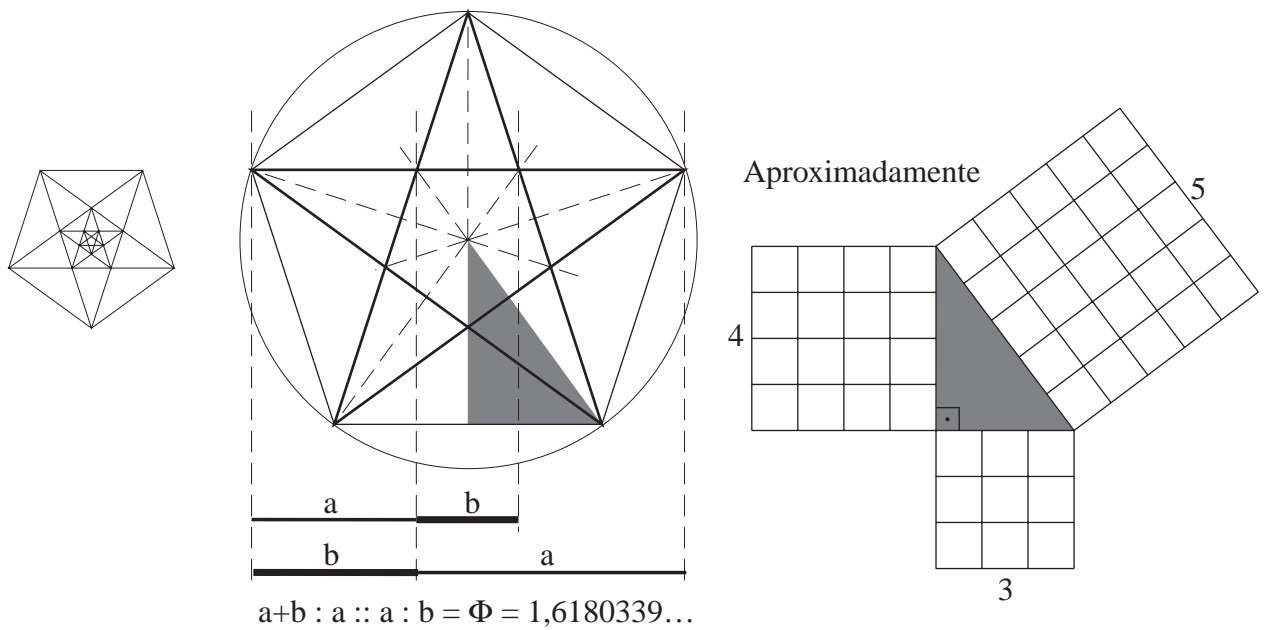 Aproximadamente
5
4
3
a
b
b
a
a+b : a :: a : b = Φ = 1,6180339…